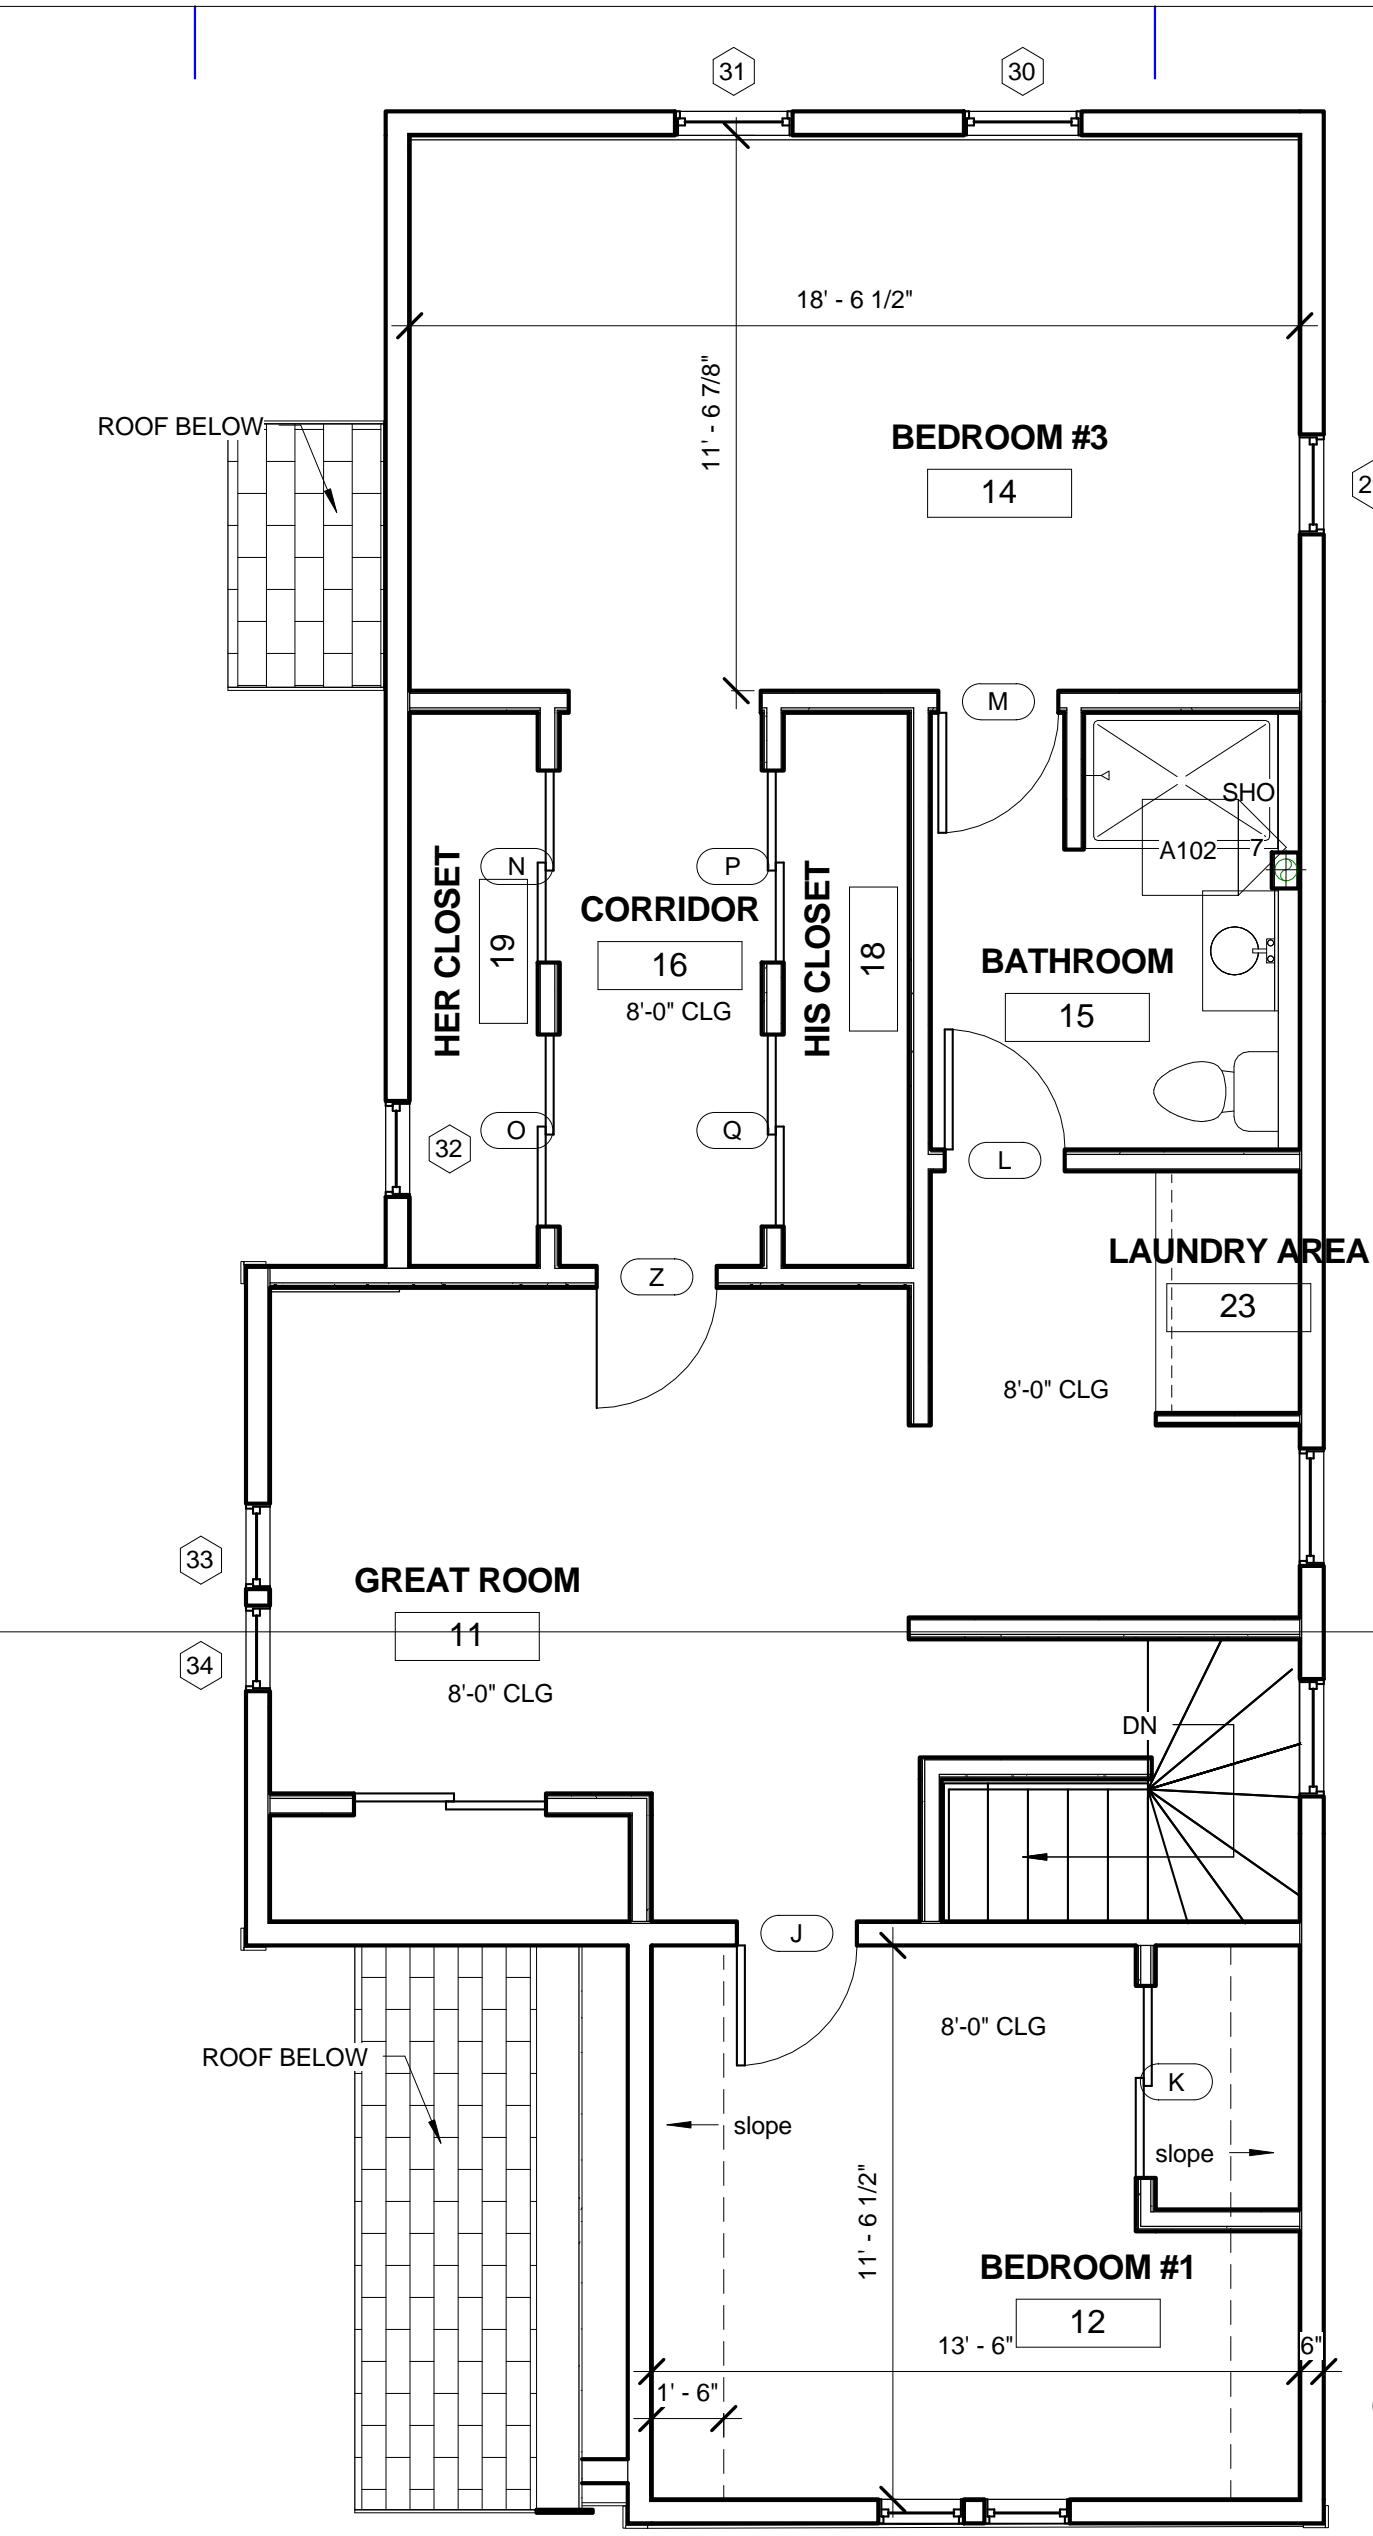 31
30
18' - 6 1/2"
11' - 6 7/8"
ROOF BELOW
BEDROOM #3
14
M
SHO
A102
7
N
P
HER CLOSET
19
CORRIDOR
16
8'-0" CLG
HIS CLOSET
18
BATHROOM
15
O
Q
32
L
LAUNDRY AREA
23
Z
8'-0" CLG
33
GREAT ROOM
11
34
8'-0" CLG
DN
J
8'-0" CLG
ROOF BELOW
K
slope
slope
11' - 6 1/2"
BEDROOM #1
12
13' - 6"
6"
1' - 6"